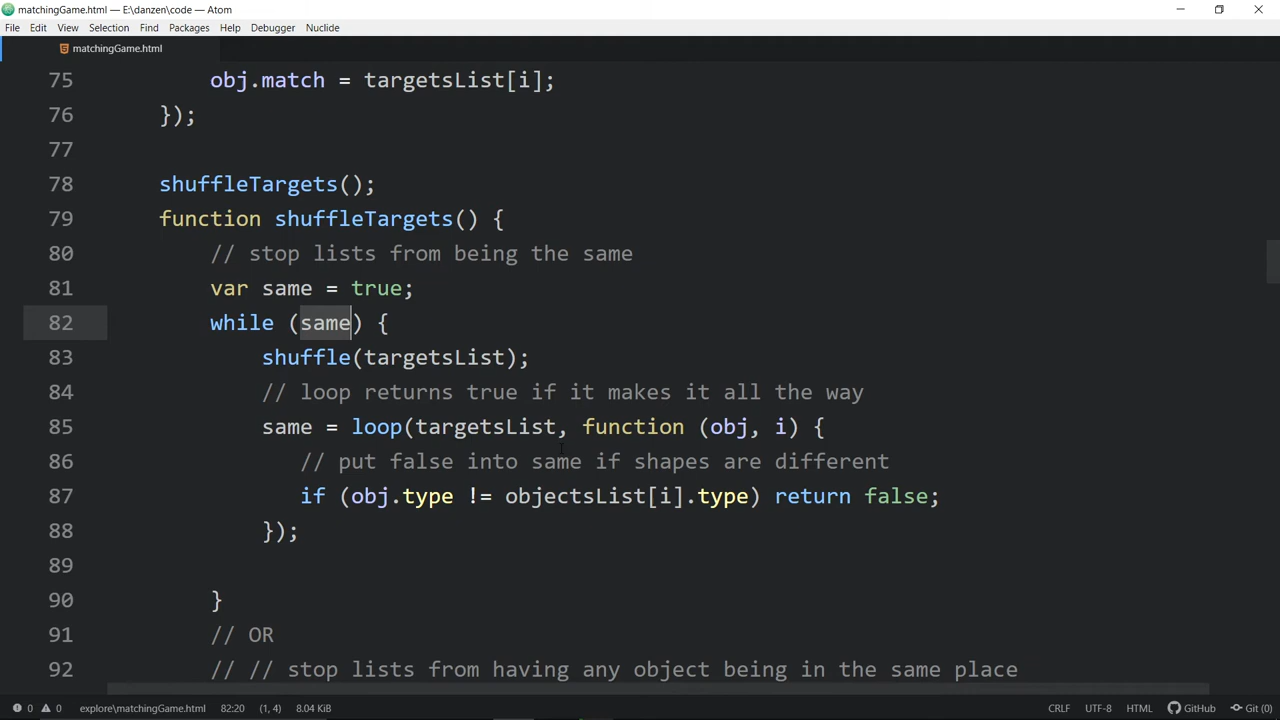 matchingGame.html — E:\danzen\code — Atom
File Edit View Selection Find Packages Help Debugger Nuclide
matchingGame.html
75 obj.match = targetsList[i];
76 });
77
78 shuffleTargets();
79 function shuffleTargets() {
80 // stop lists from being the same
81 var same = true;
82 while (same) {
83 shuffle(targetsList);
84 // loop returns true if it makes it all the way
85 same = loop(targetsList, function (obj, i) {
86 // put false into same if shapes are different
87 if (obj.type != objectsList[i].type) return false;
88 });
89
90 }
91 // OR
92 // // stop lists from having any object being in the same place
0 0 explore\matchingGame.html 82:20 (1, 4) 8.04 KiB CRLF UTF-8 HTML GitHub Git (0)